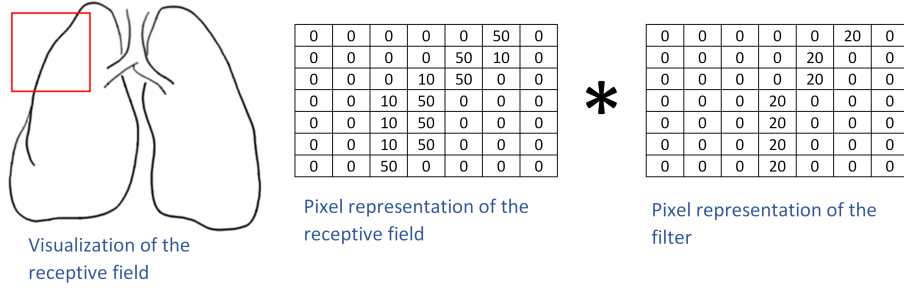 0 0 0 0 0 50 0
0 0 0 0 50 10 0
0 0 0 10 50 0 0
0 0 10 50 0 0 0
0 0 10 50 0 0 0
0 0 10 50 0 0 0
0 0 50 0 0 0 0
*
0 0 0 0 0 20 0
0 0 0 0 20 0 0
0 0 0 0 20 0 0
0 0 0 20 0 0 0
0 0 0 20 0 0 0
0 0 0 20 0 0 0
0 0 0 20 0 0 0
Visualization of the
receptive field
Pixel representation of the
receptive field
Pixel representation of the
filter